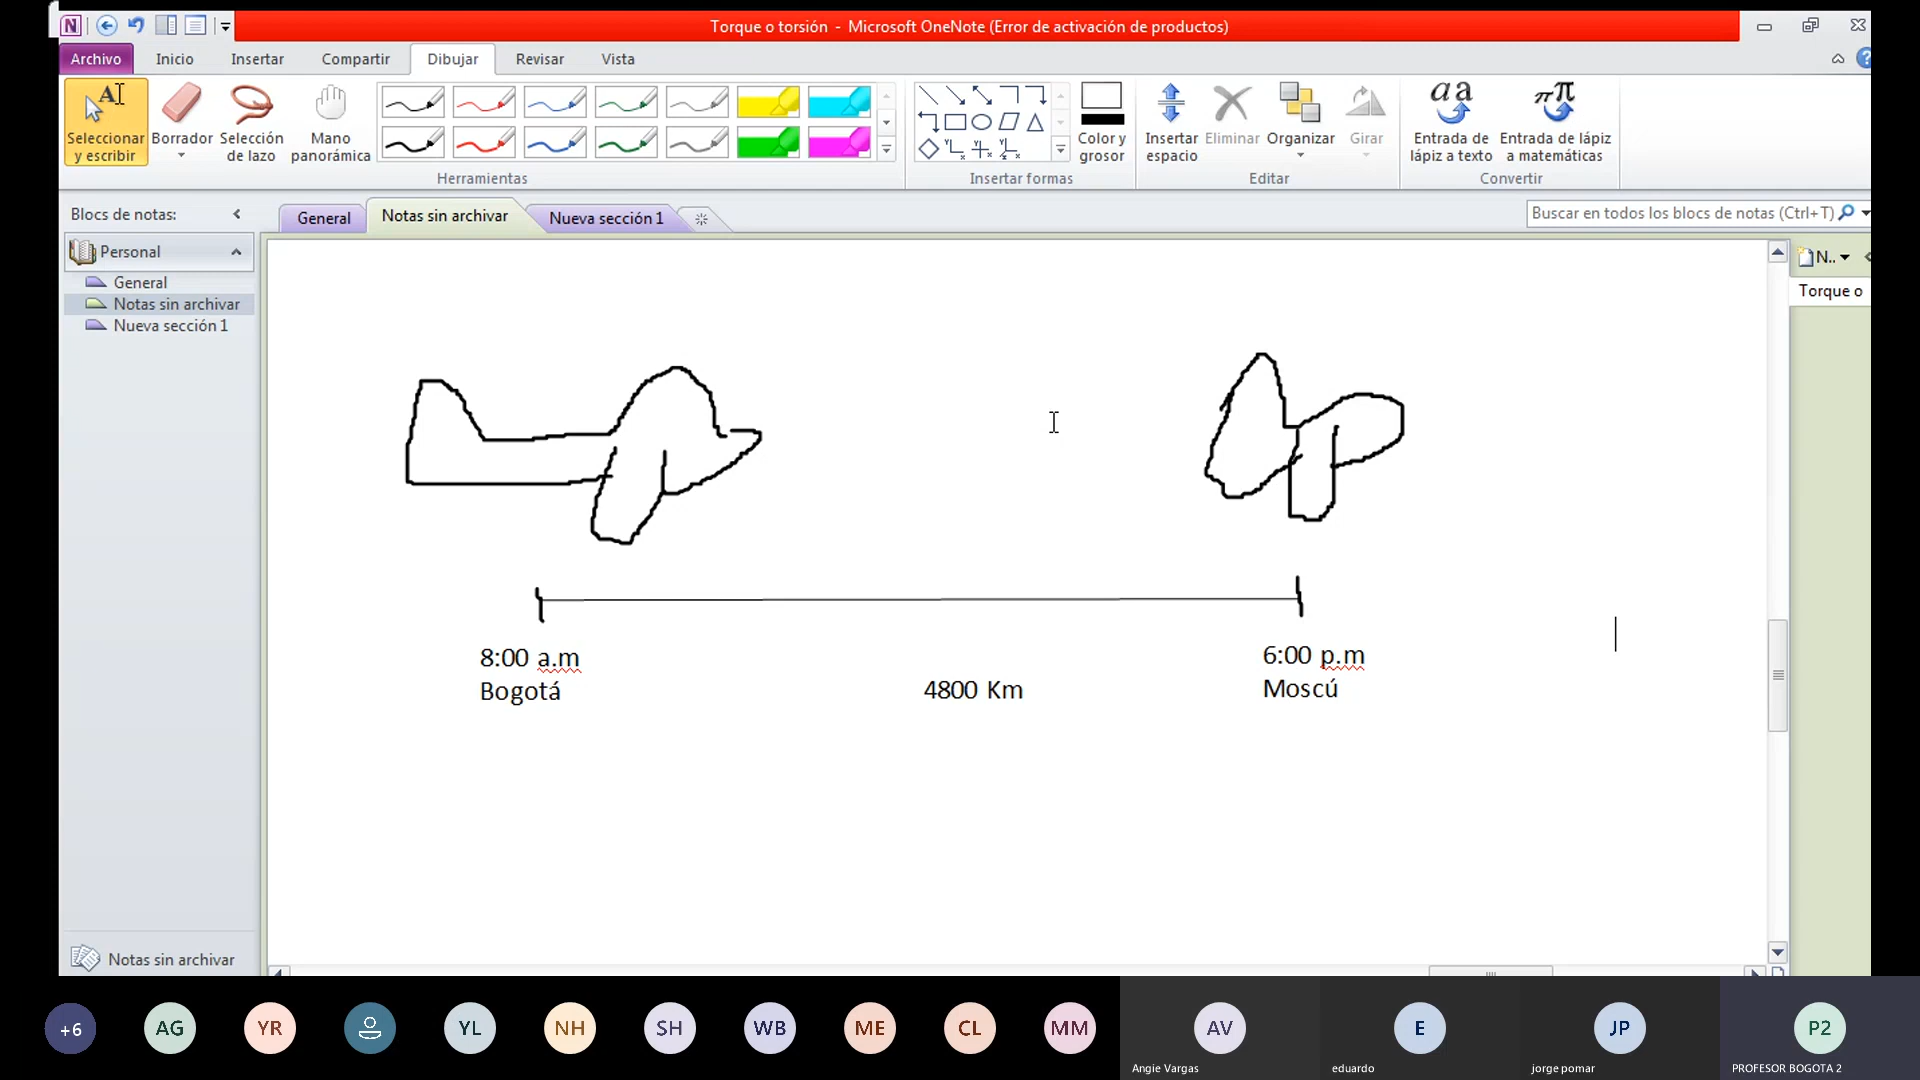 Torque o torsión - Microsoft OneNote (Error de activación de productos)
Archivo
Inicio
Insertar
Compartir
Dibujar
Revisar
Vista
Seleccionar
y escribir
Borrador
Selección
de lazo
Mano
panorámica
Color y
grosor
Insertar
espacio
Eliminar
Organizar
Girar
Entrada de
lápiz a texto
Entrada de lápiz
a matemáticas
Herramientas
Insertar formas
Editar
Convertir
Blocs de notas:
General
Notas sin archivar
Nueva sección 1
Buscar en todos los blocs de notas (Ctrl+T)
Personal
General
Notas sin archivar
Nueva sección 1
N..
Torque o
8:00 a.m
Bogotá
4800 Km
6:00 p.m
Moscú
Notas sin archivar
+6
AG
YR
YL
NH
SH
WB
ME
CL
MM
AV
E
JP
P2
Angie Vargas
eduardo
jorge pomar
PROFESOR BOGOTA 2